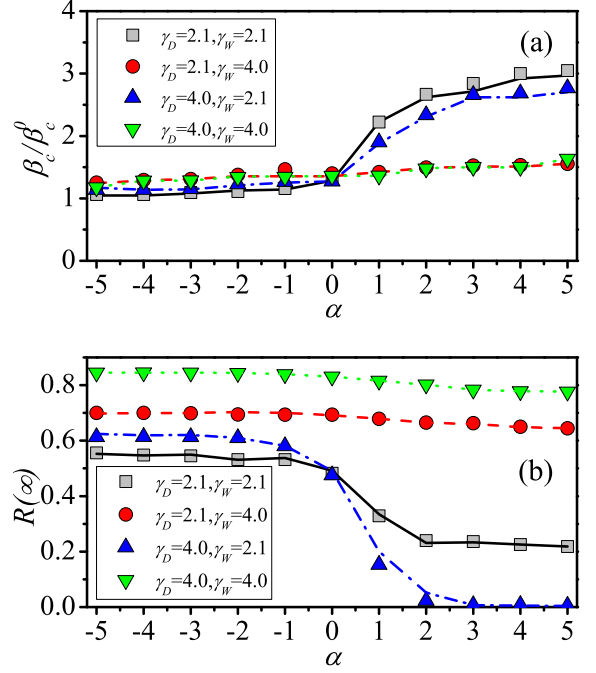 (a)
γ_D=2.1,γ_W=2.1
γ_D=2.1,γ_W=4.0
γ_D=4.0,γ_W=2.1
γ_D=4.0,γ_W=4.0
β_c/β_c^0
4
3
2
1
0
-5 -4 -3 -2 -1 0 1 2 3 4 5
α
(b)
R(∞)
0.8
0.6
0.4
0.2
0.0
γ_D=2.1,γ_W=2.1
γ_D=2.1,γ_W=4.0
γ_D=4.0,γ_W=2.1
γ_D=4.0,γ_W=4.0
-5 -4 -3 -2 -1 0 1 2 3 4 5
α